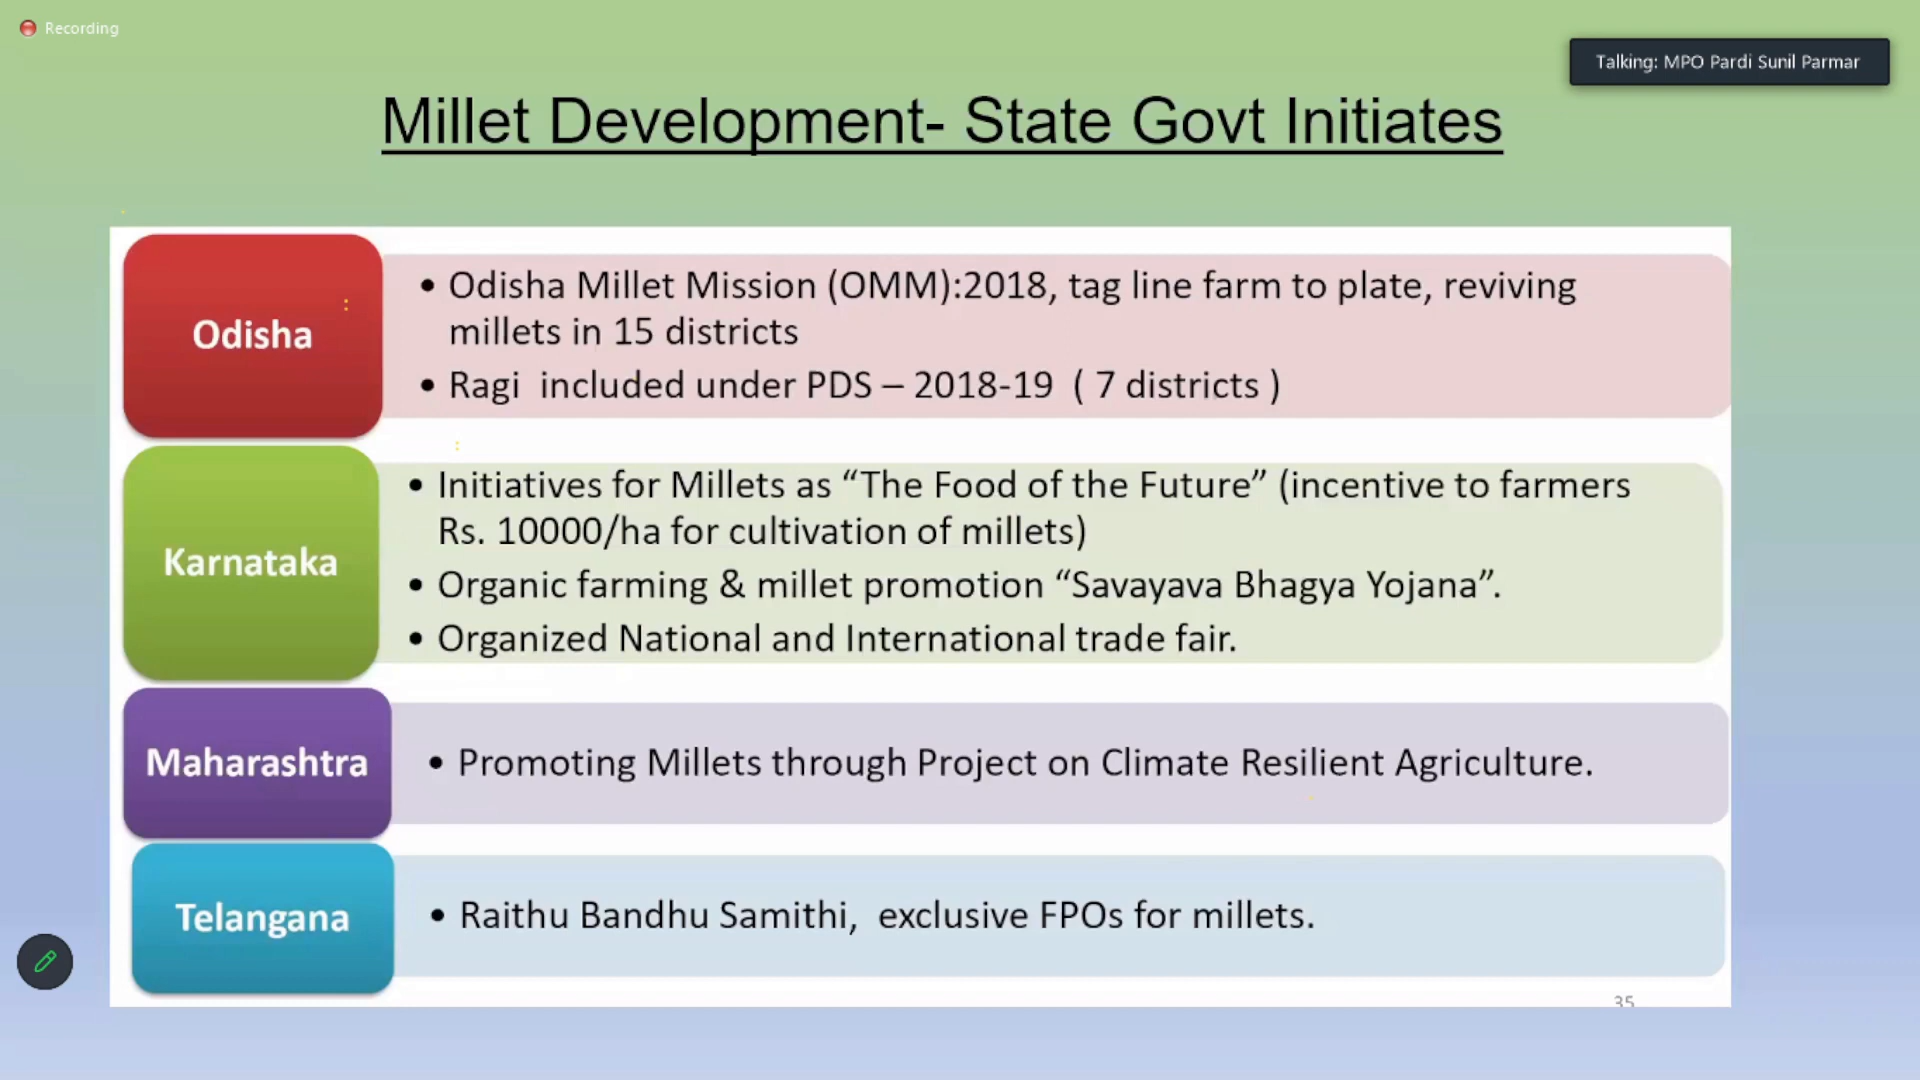 Recording
Talking: MPO Pardi Sunil Parmar
Millet Development- State Govt Initiates
Odisha
• Odisha Millet Mission (OMM):2018, tag line farm to plate, reviving
millets in 15 districts
• Ragi included under PDS – 2018-19 ( 7 districts )
Karnataka
• Initiatives for Millets as “The Food of the Future” (incentive to farmers
Rs. 10000/ha for cultivation of millets)
• Organic farming & millet promotion “Savayava Bhagya Yojana”.
• Organized National and International trade fair.
Maharashtra
• Promoting Millets through Project on Climate Resilient Agriculture.
Telangana
• Raithu Bandhu Samithi, exclusive FPOs for millets.
35